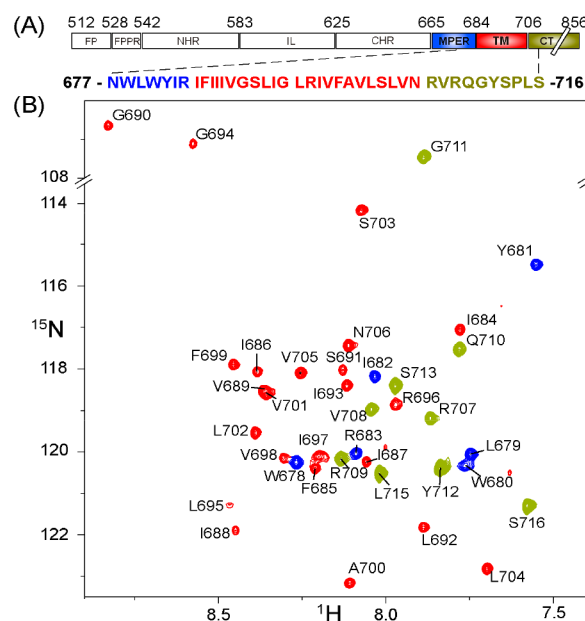 (A) 512 528 542 583 625 665 684 706 856
FP FPPR NHR IL CHR MPER TM CT
677 - NWLWYIR IFIIIVGSLIG LRIVFAVLSLVN RVRQGYSPLS -716
(B)
G690
G694
G711
108
114
S703
Y681
116
15N
I684
N706
Q710
I686
S691
F699
V705
I682
118
S713
V689
I693
R696
V701
V708
R707
L702
I697
R683
I687
L679
V698
120
W678
R709
W680
F685
L715
Y712
L695
S716
I688
L692
122
A700
L704
8.5 1H 8.0 7.5